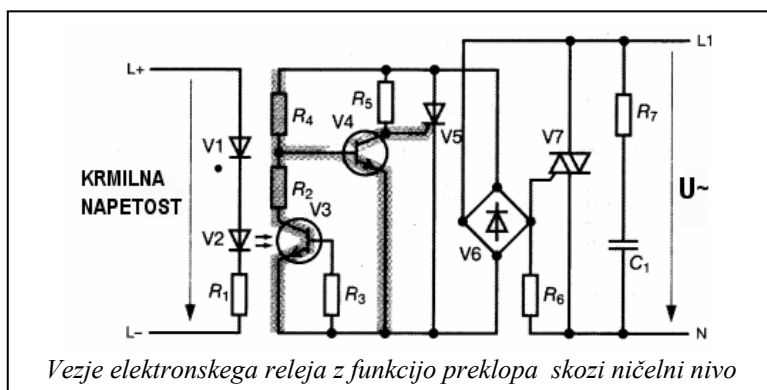 L1
L+
R4
R5
V4
V5
R7
V1
V7
KRMILNA
NAPETOST
R2
V3
U~
V2
V6
C1
R1
R3
R6
L–
N
Vezje elektronskega releja z funkcijo preklopa skozi ničelni nivo